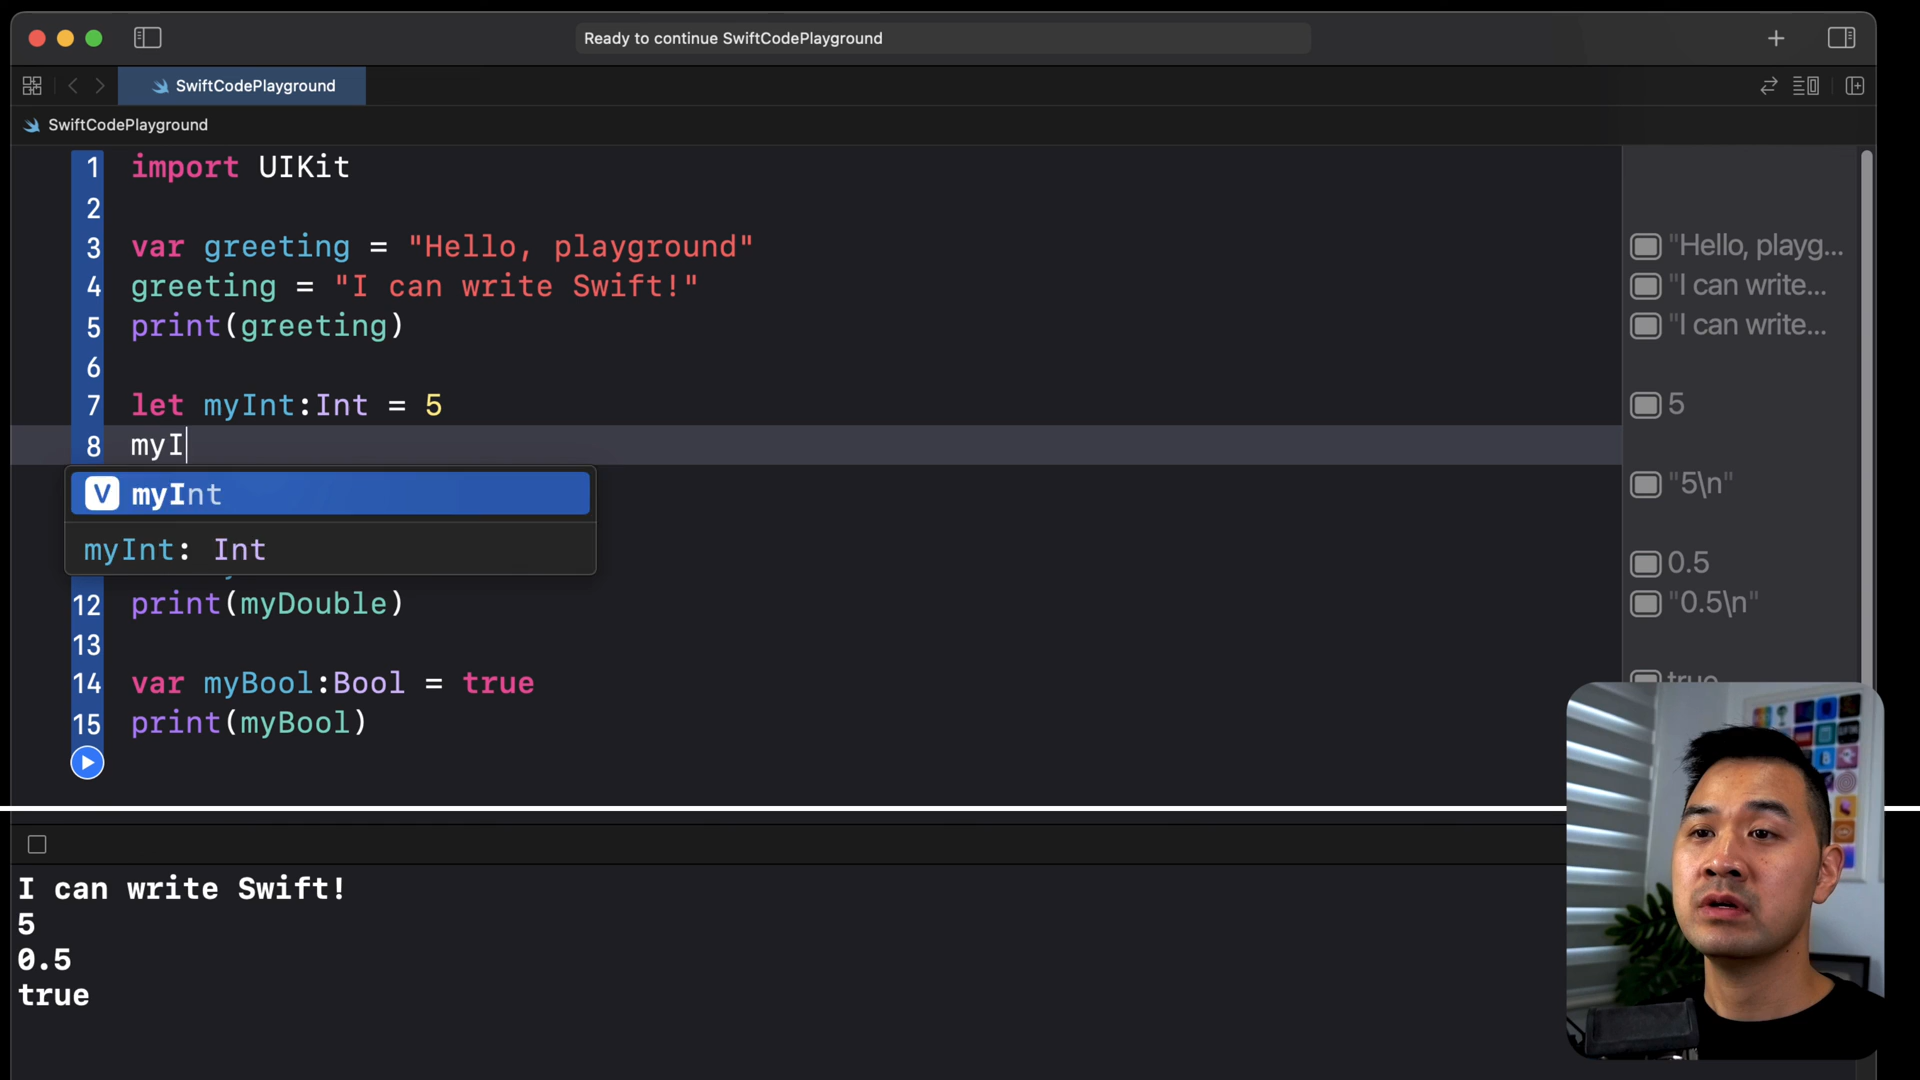 Ready to continue SwiftCodePlayground
SwiftCodePlayground
SwiftCodePlayground
1 import UIKit
2
3 var greeting = "Hello, playground"
4 greeting = "I can write Swift!"
5 print(greeting)
6
7 let myInt:Int = 5
8 myI
V myInt
myInt: Int
12 print(myDouble)
13
14 var myBool:Bool = true
15 print(myBool)
"Hello, playg...
"I can write...
"I can write...
5
"5\n"
0.5
"0.5\n"
true
I can write Swift!
5
0.5
true